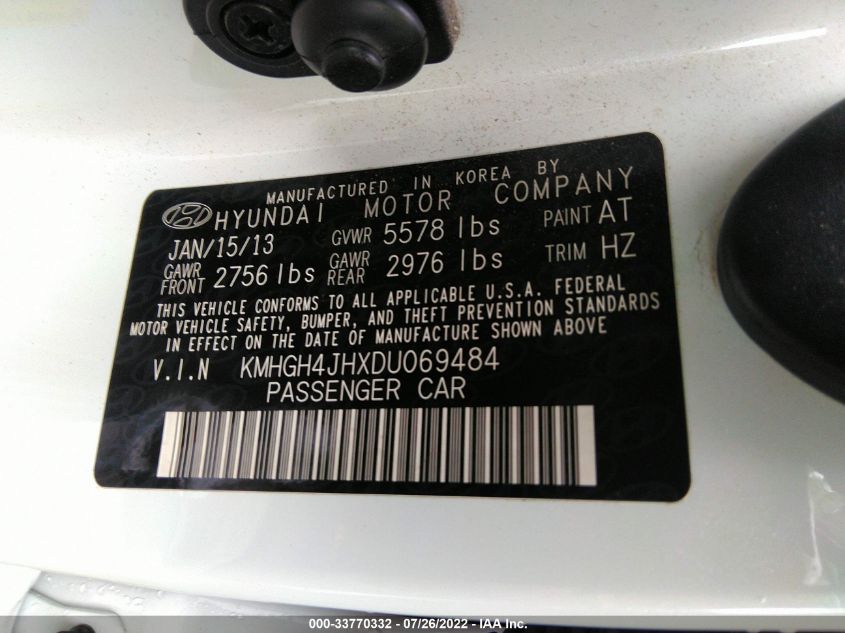 MANUFACTURED IN KOREA BY
HYUNDAI MOTOR COMPANY
JAN/15/13 GVWR 5578 lbs PAINT AT
GAWR FRONT 2756 lbs GAWR REAR 2976 lbs TRIM HZ
THIS VEHICLE CONFORMS TO ALL APPLICABLE U.S.A. FEDERAL
MOTOR VEHICLE SAFETY, BUMPER, AND THEFT PREVENTION STANDARDS
IN EFFECT ON THE DATE OF MANUFACTURE SHOWN ABOVE
V.I.N KMHGH4JHXDU069484
PASSENGER CAR
000-33770332 - 07/26/2022 - IAA Inc.